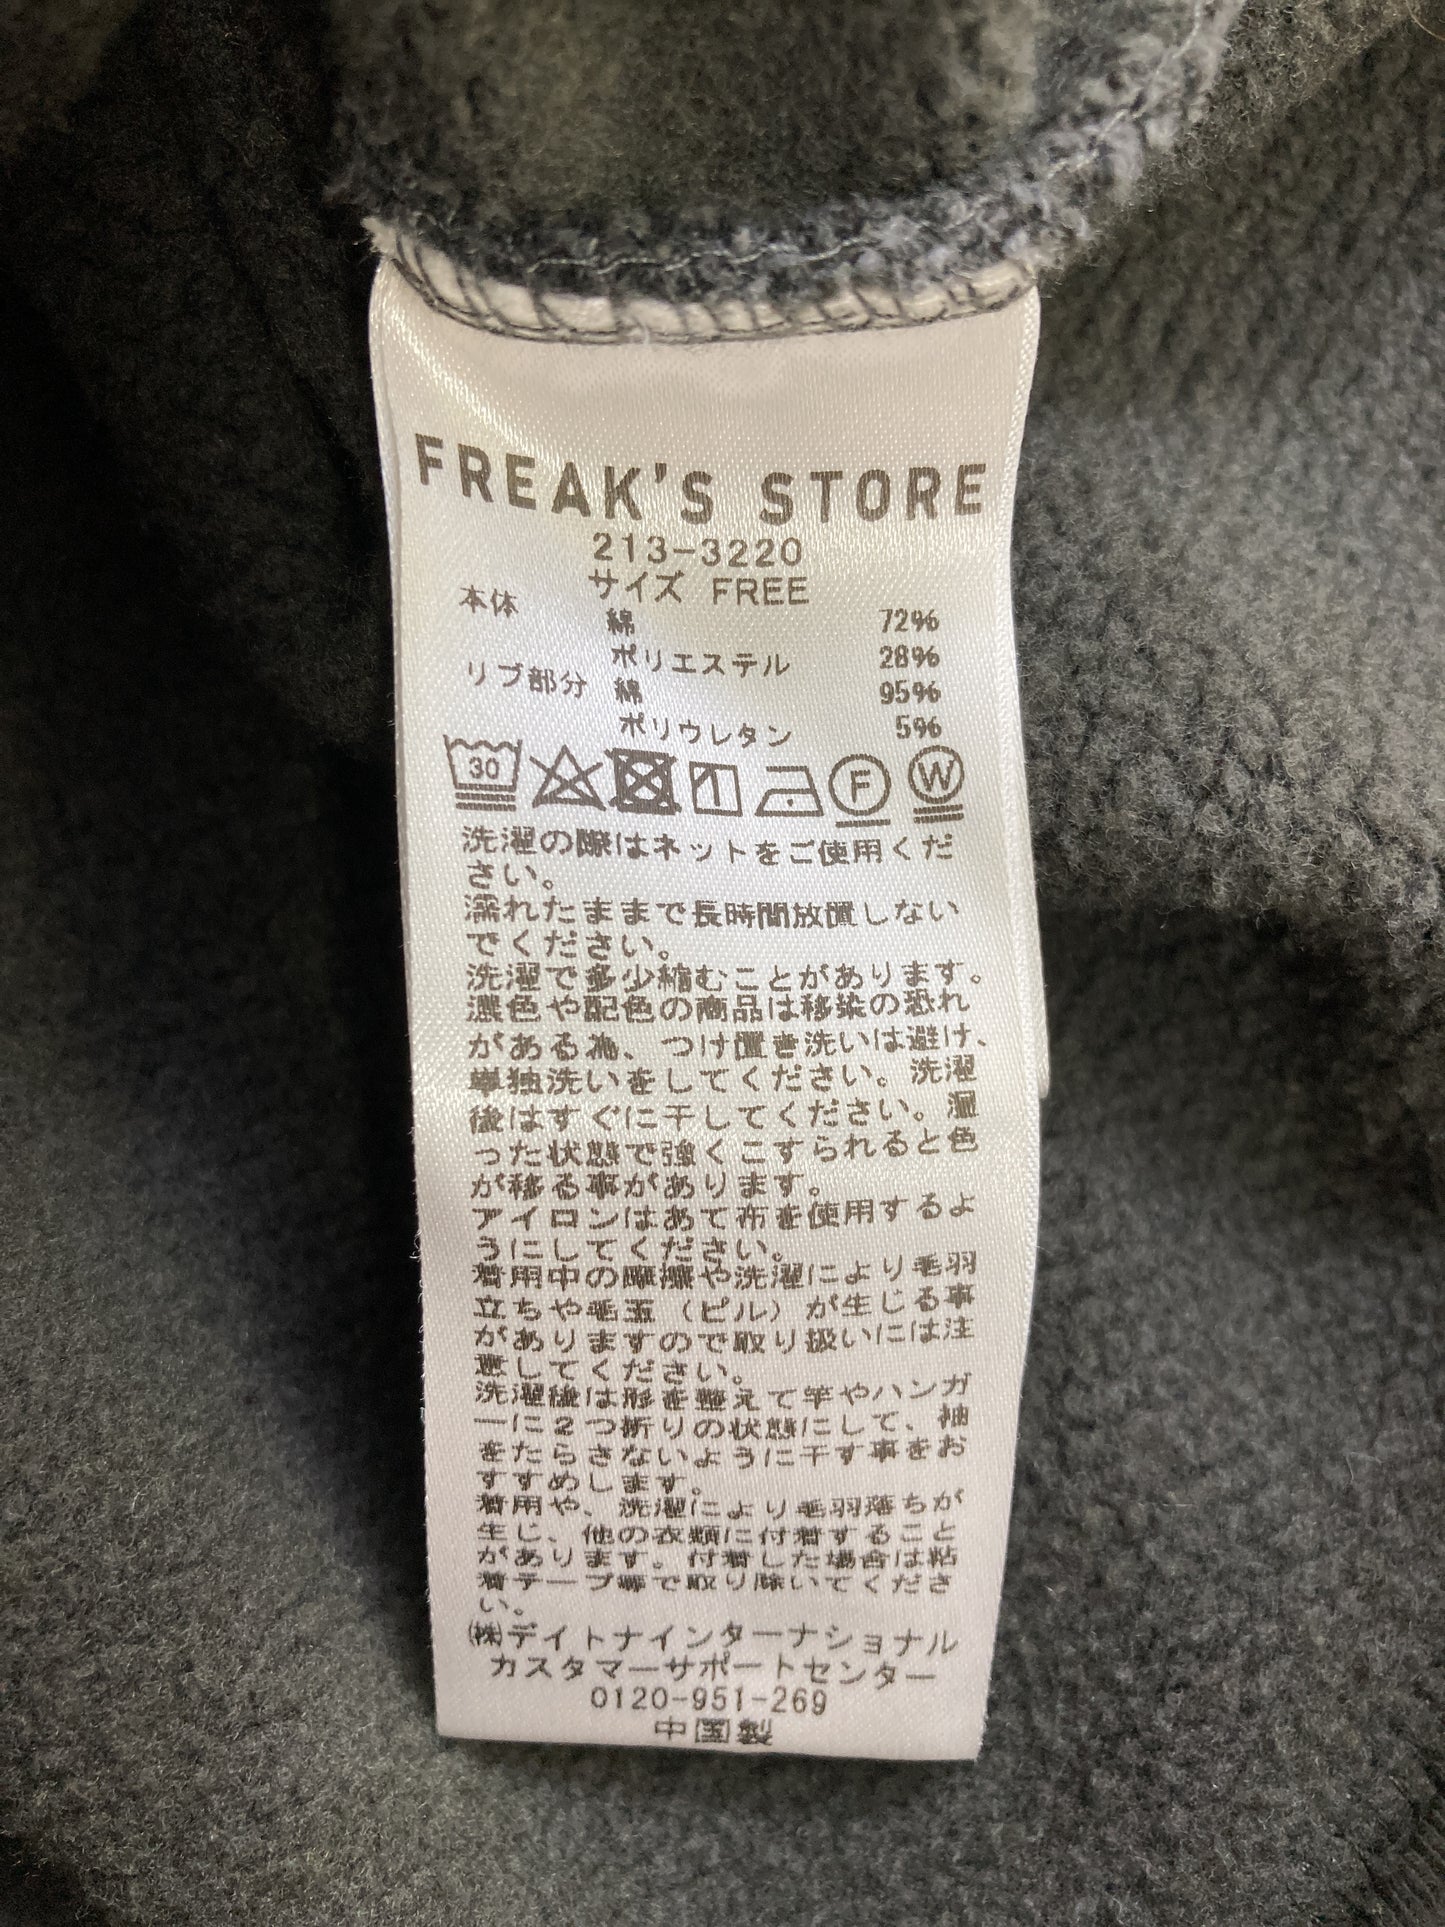 FREAK'S STORE
213-3220
サイズ FREE
本体 綿 72%
ポリエステル 28%
リブ部分 綿 95%
ポリウレタン 5%
30 F W
洗濯の際はネットをご使用くだ
さい。
濡れたままで長時間放置しない
でください。
洗濯で多少縮むことがあります。
濃色や配色の商品は移染の恐れ
がある為、つけ置き洗いは避け、
単独洗いをしてください。洗濯
後はすぐに干してください。湿
った状態で強くこすられると色
が移る事があります。
アイロンはあて布を使用するよ
うにしてください。
着用中の摩擦や洗濯により毛羽
立ちや毛玉（ピル）が生じる事
がありますので取り扱いには注
意してください。
洗濯後は形を整えて竿やハンガ
ーに2つ折りの状態にして、袖
をたらさないように干す事をお
すすめします。
着用や、洗濯により毛羽落ちが
生じ、他の衣類に付着すること
があります。付着した場合は粘
着テープ等で取り除いてくださ
い。
㈱デイトナインターナショナル
カスタマーサポートセンター
0120-951-269
中国製